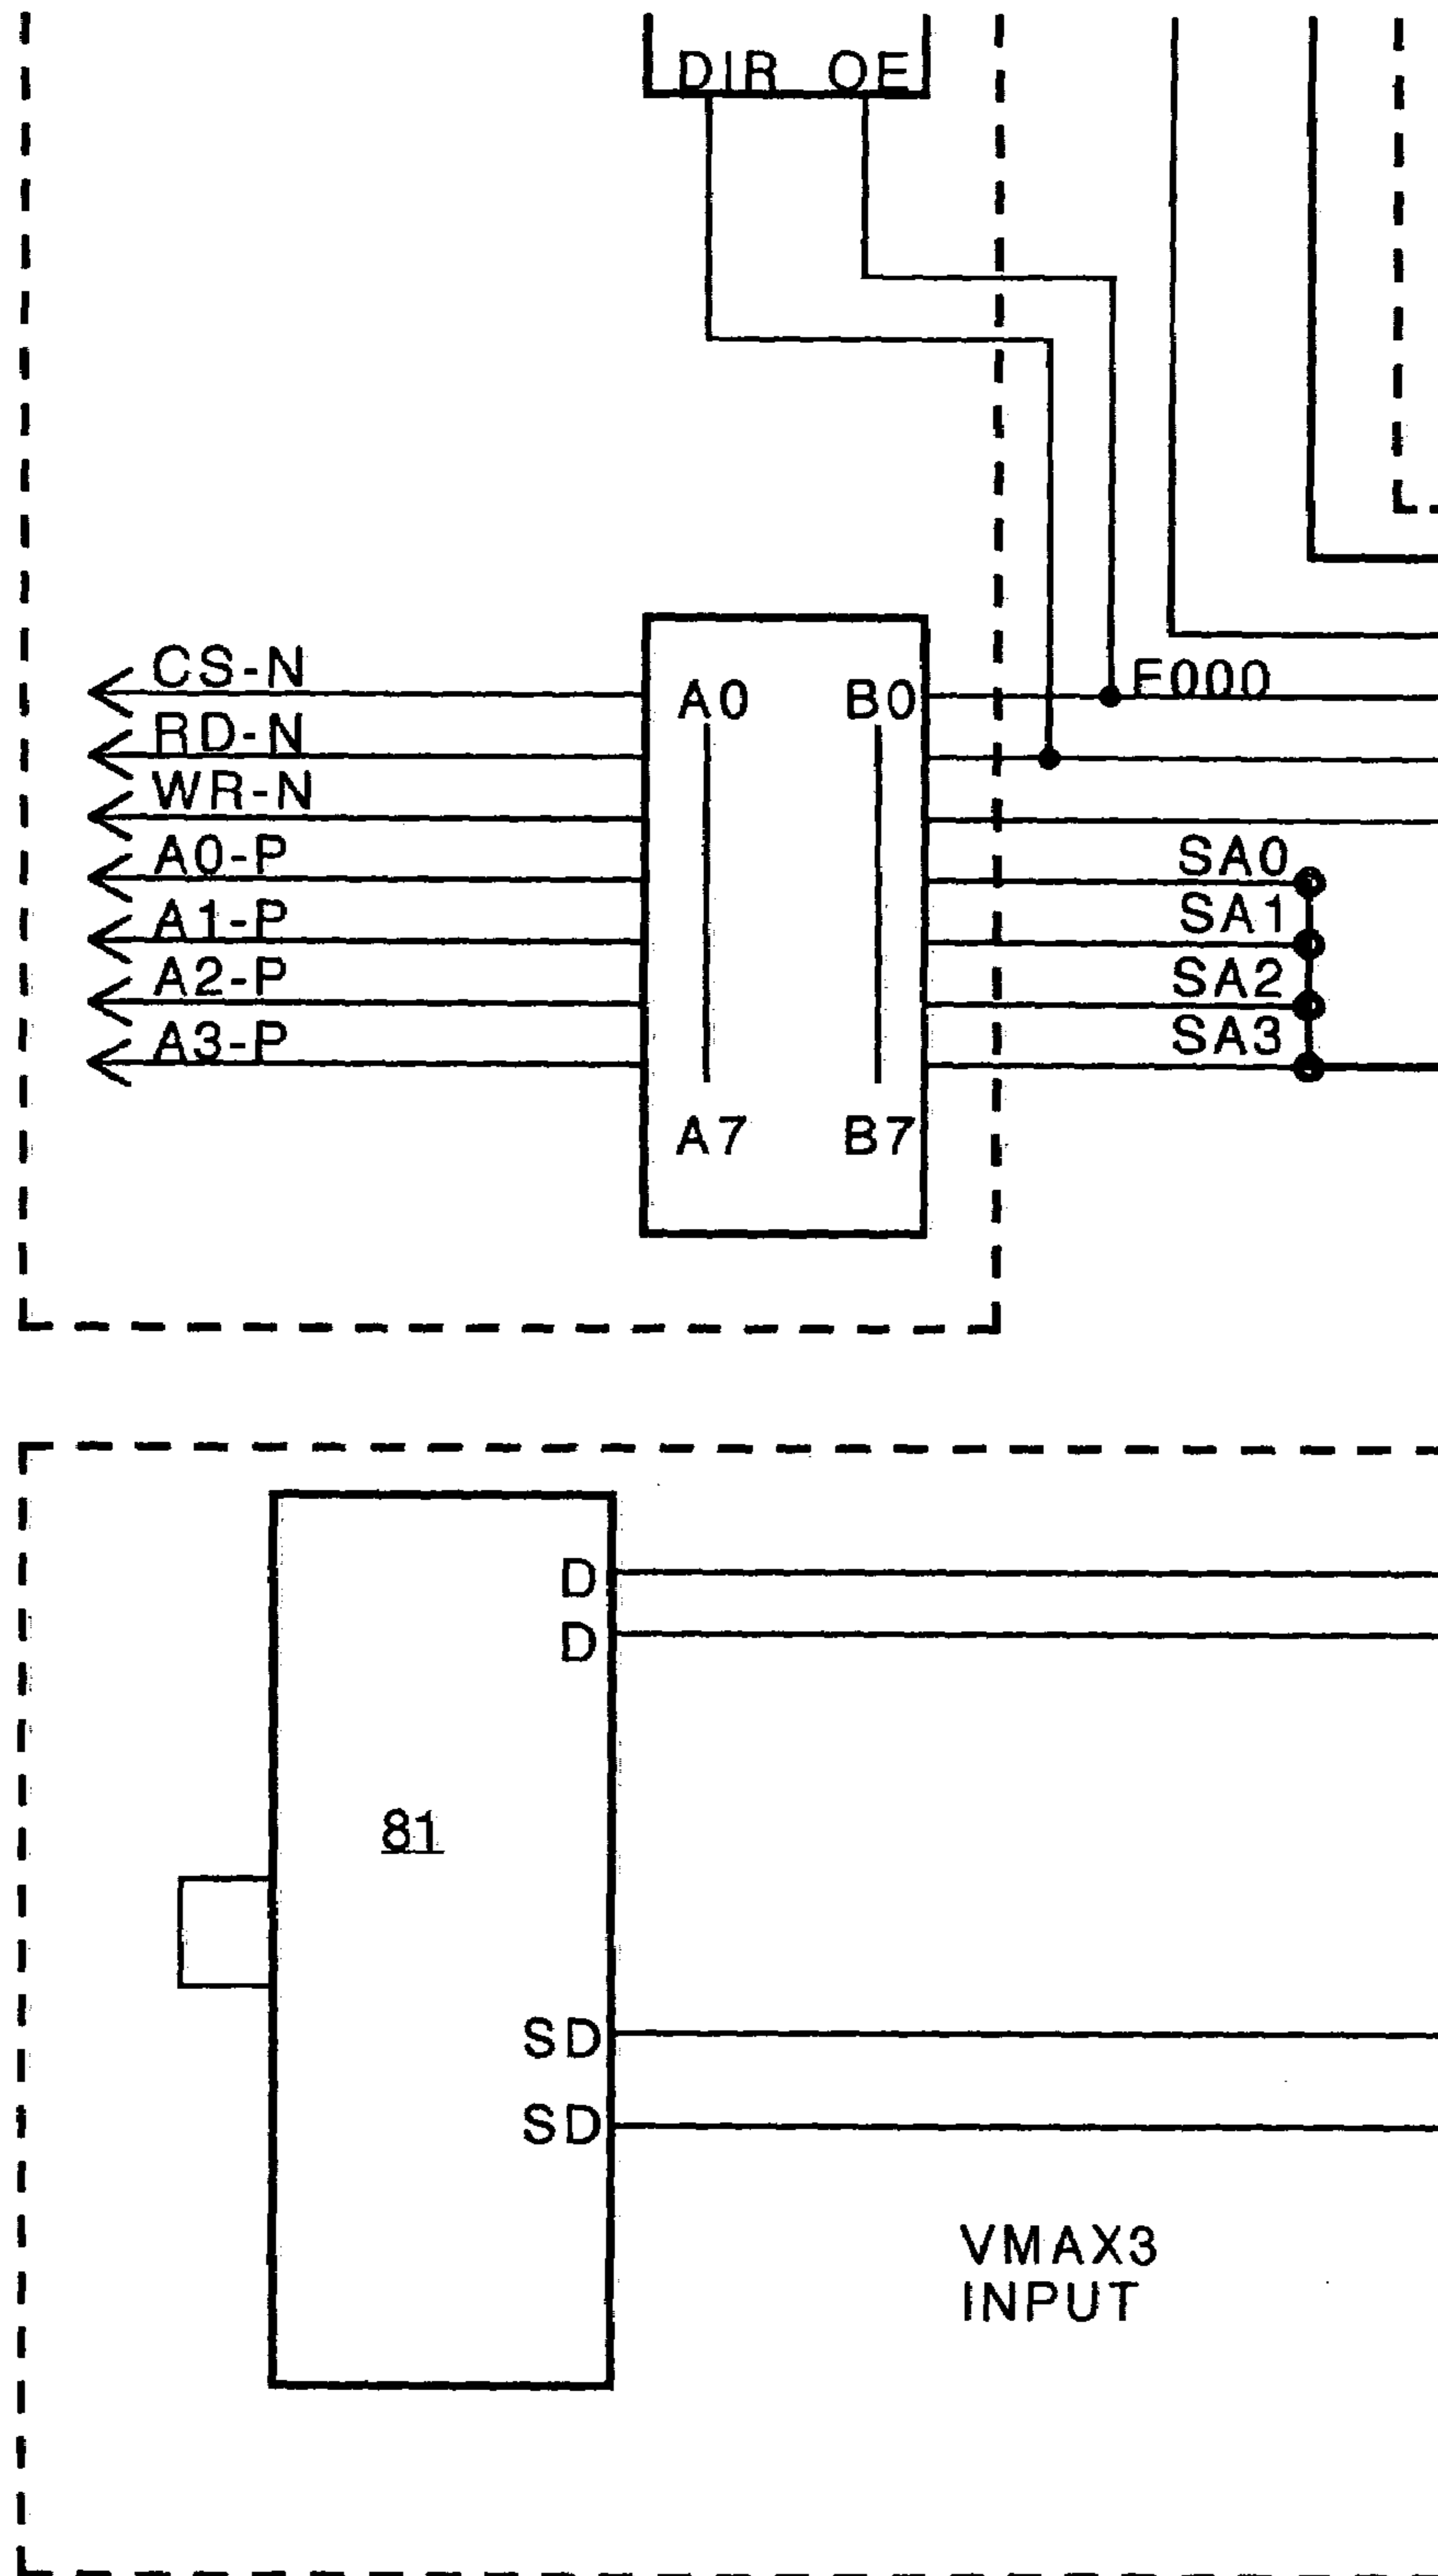 DIR OE
CS-N
A0 B0 E000
RD-N
WR-N
A0-P SA0
A1-P SA1
A2-P SA2
A3-P SA3
A7 B7
D
D
81
SD
SD
VMAX3
INPUT